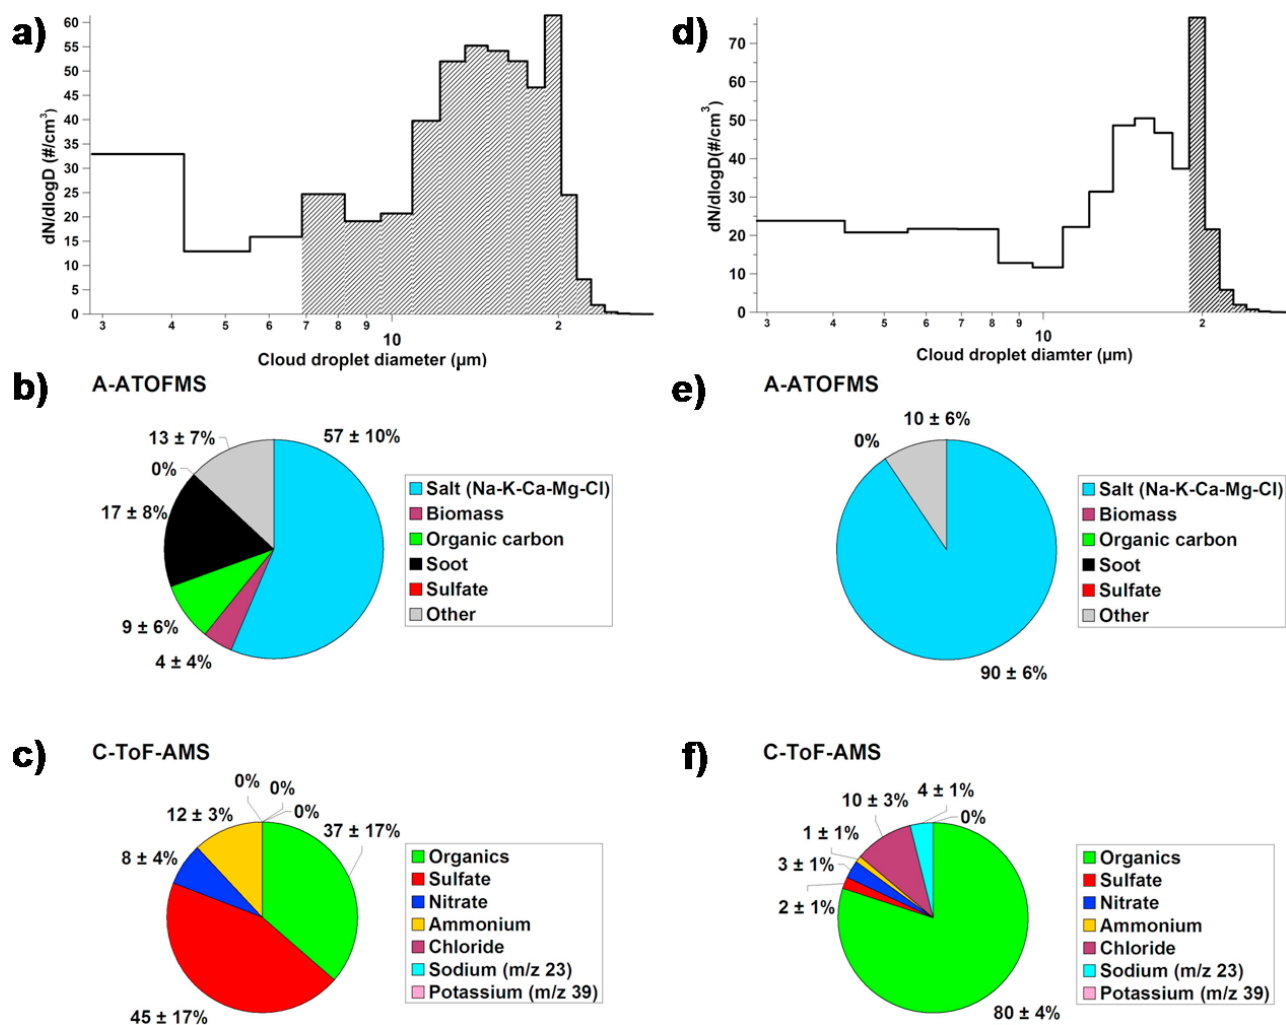 a)
60
55
50
45
40
35
30
25
20
15
10
5
0
dN/dlogD (#/cm³)
3 4 5 6 7 8 9 10 2
Cloud droplet diameter (µm)
d)
70
60
50
40
30
20
10
0
dN/dlogD(#/cm³)
3 4 5 6 7 8 9 10 2
Cloud droplet diamter (µm)
b) A-ATOFMS
13 ± 7%
57 ± 10%
0%
17 ± 8%
9 ± 6%
4 ± 4%
Salt (Na-K-Ca-Mg-Cl)
Biomass
Organic carbon
Soot
Sulfate
Other
e) A-ATOFMS
10 ± 6%
0%
90 ± 6%
Salt (Na-K-Ca-Mg-Cl)
Biomass
Organic carbon
Soot
Sulfate
Other
c) C-ToF-AMS
0%
0%
0%
12 ± 3%
37 ± 17%
8 ± 4%
45 ± 17%
Organics
Sulfate
Nitrate
Ammonium
Chloride
Sodium (m/z 23)
Potassium (m/z 39)
f) C-ToF-AMS
4 ± 1%
10 ± 3%
0%
1 ± 1%
3 ± 1%
2 ± 1%
80 ± 4%
Organics
Sulfate
Nitrate
Ammonium
Chloride
Sodium (m/z 23)
Potassium (m/z 39)